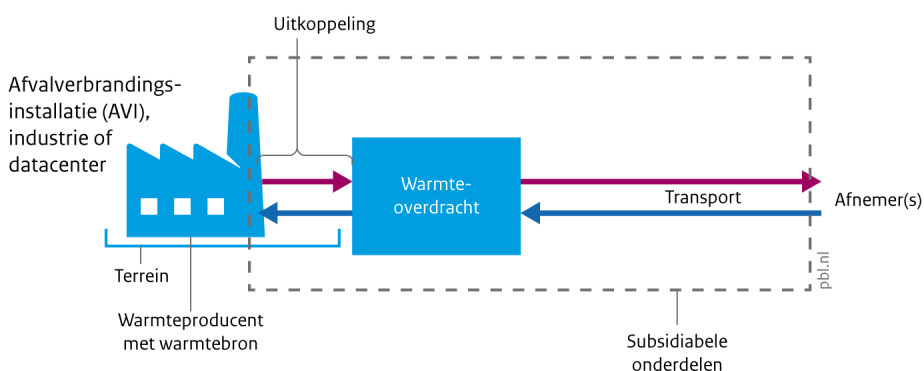 Uitkoppeling
Afvalverbrandings-
installatie (AVI),
industrie of
datacenter
Warmte-
overdracht
Transport
Afnemer(s)
pbl.nl
Terrein
Warmteproducent
met warmtebron
Subsidiabele
onderdelen